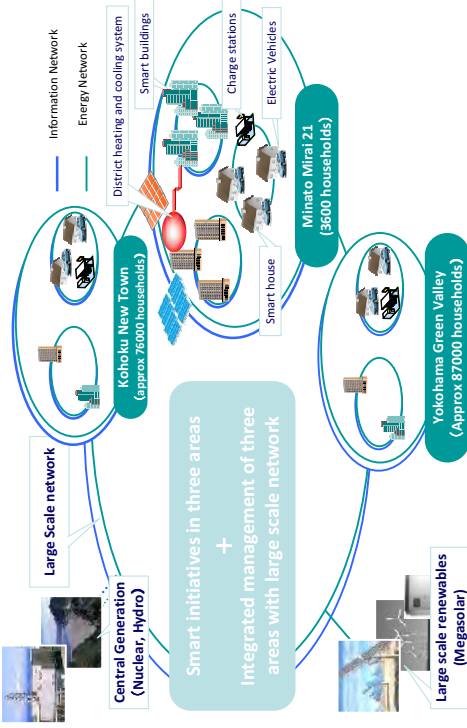 Information Network
Energy Network
Large Scale network
Central Generation
(Nuclear, Hydro)
Kohoku New Town
(approx 76000 households)
District heating and cooling system
Smart buildings
Charge stations
Electric Vehicles
Smart house
Minato Mirai 21
(3600 households)
Smart initiatives in three areas
+
Integrated management of three
areas with large scale network
Large scale renewables
(Megasolar)
Yokohama Green Valley
(Approx 87000 households)